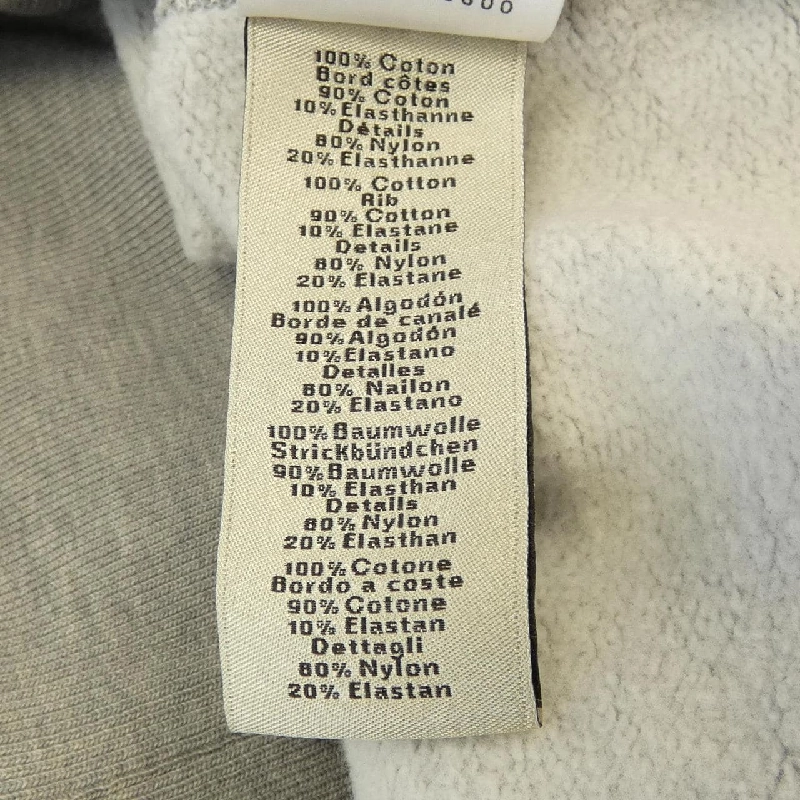 100% Coton
Bord côtes
90% Coton
10% Elasthanne
Détails
80% Nylon
20% Elasthanne
100% Cotton
Rib
90% Cotton
10% Elastane
Details
80% Nylon
20% Elastane
100% Algodón
Borde de canalé
90% Algodón
10% Elastano
Detalles
80% Nailon
20% Elastano
100% Baumwolle
Strickbündchen
90% Baumwolle
10% Elasthan
Details
80% Nylon
20% Elasthan
100% Cotone
Bordo a coste
90% Cotone
10% Elastan
Dettagli
80% Nylon
20% Elastan